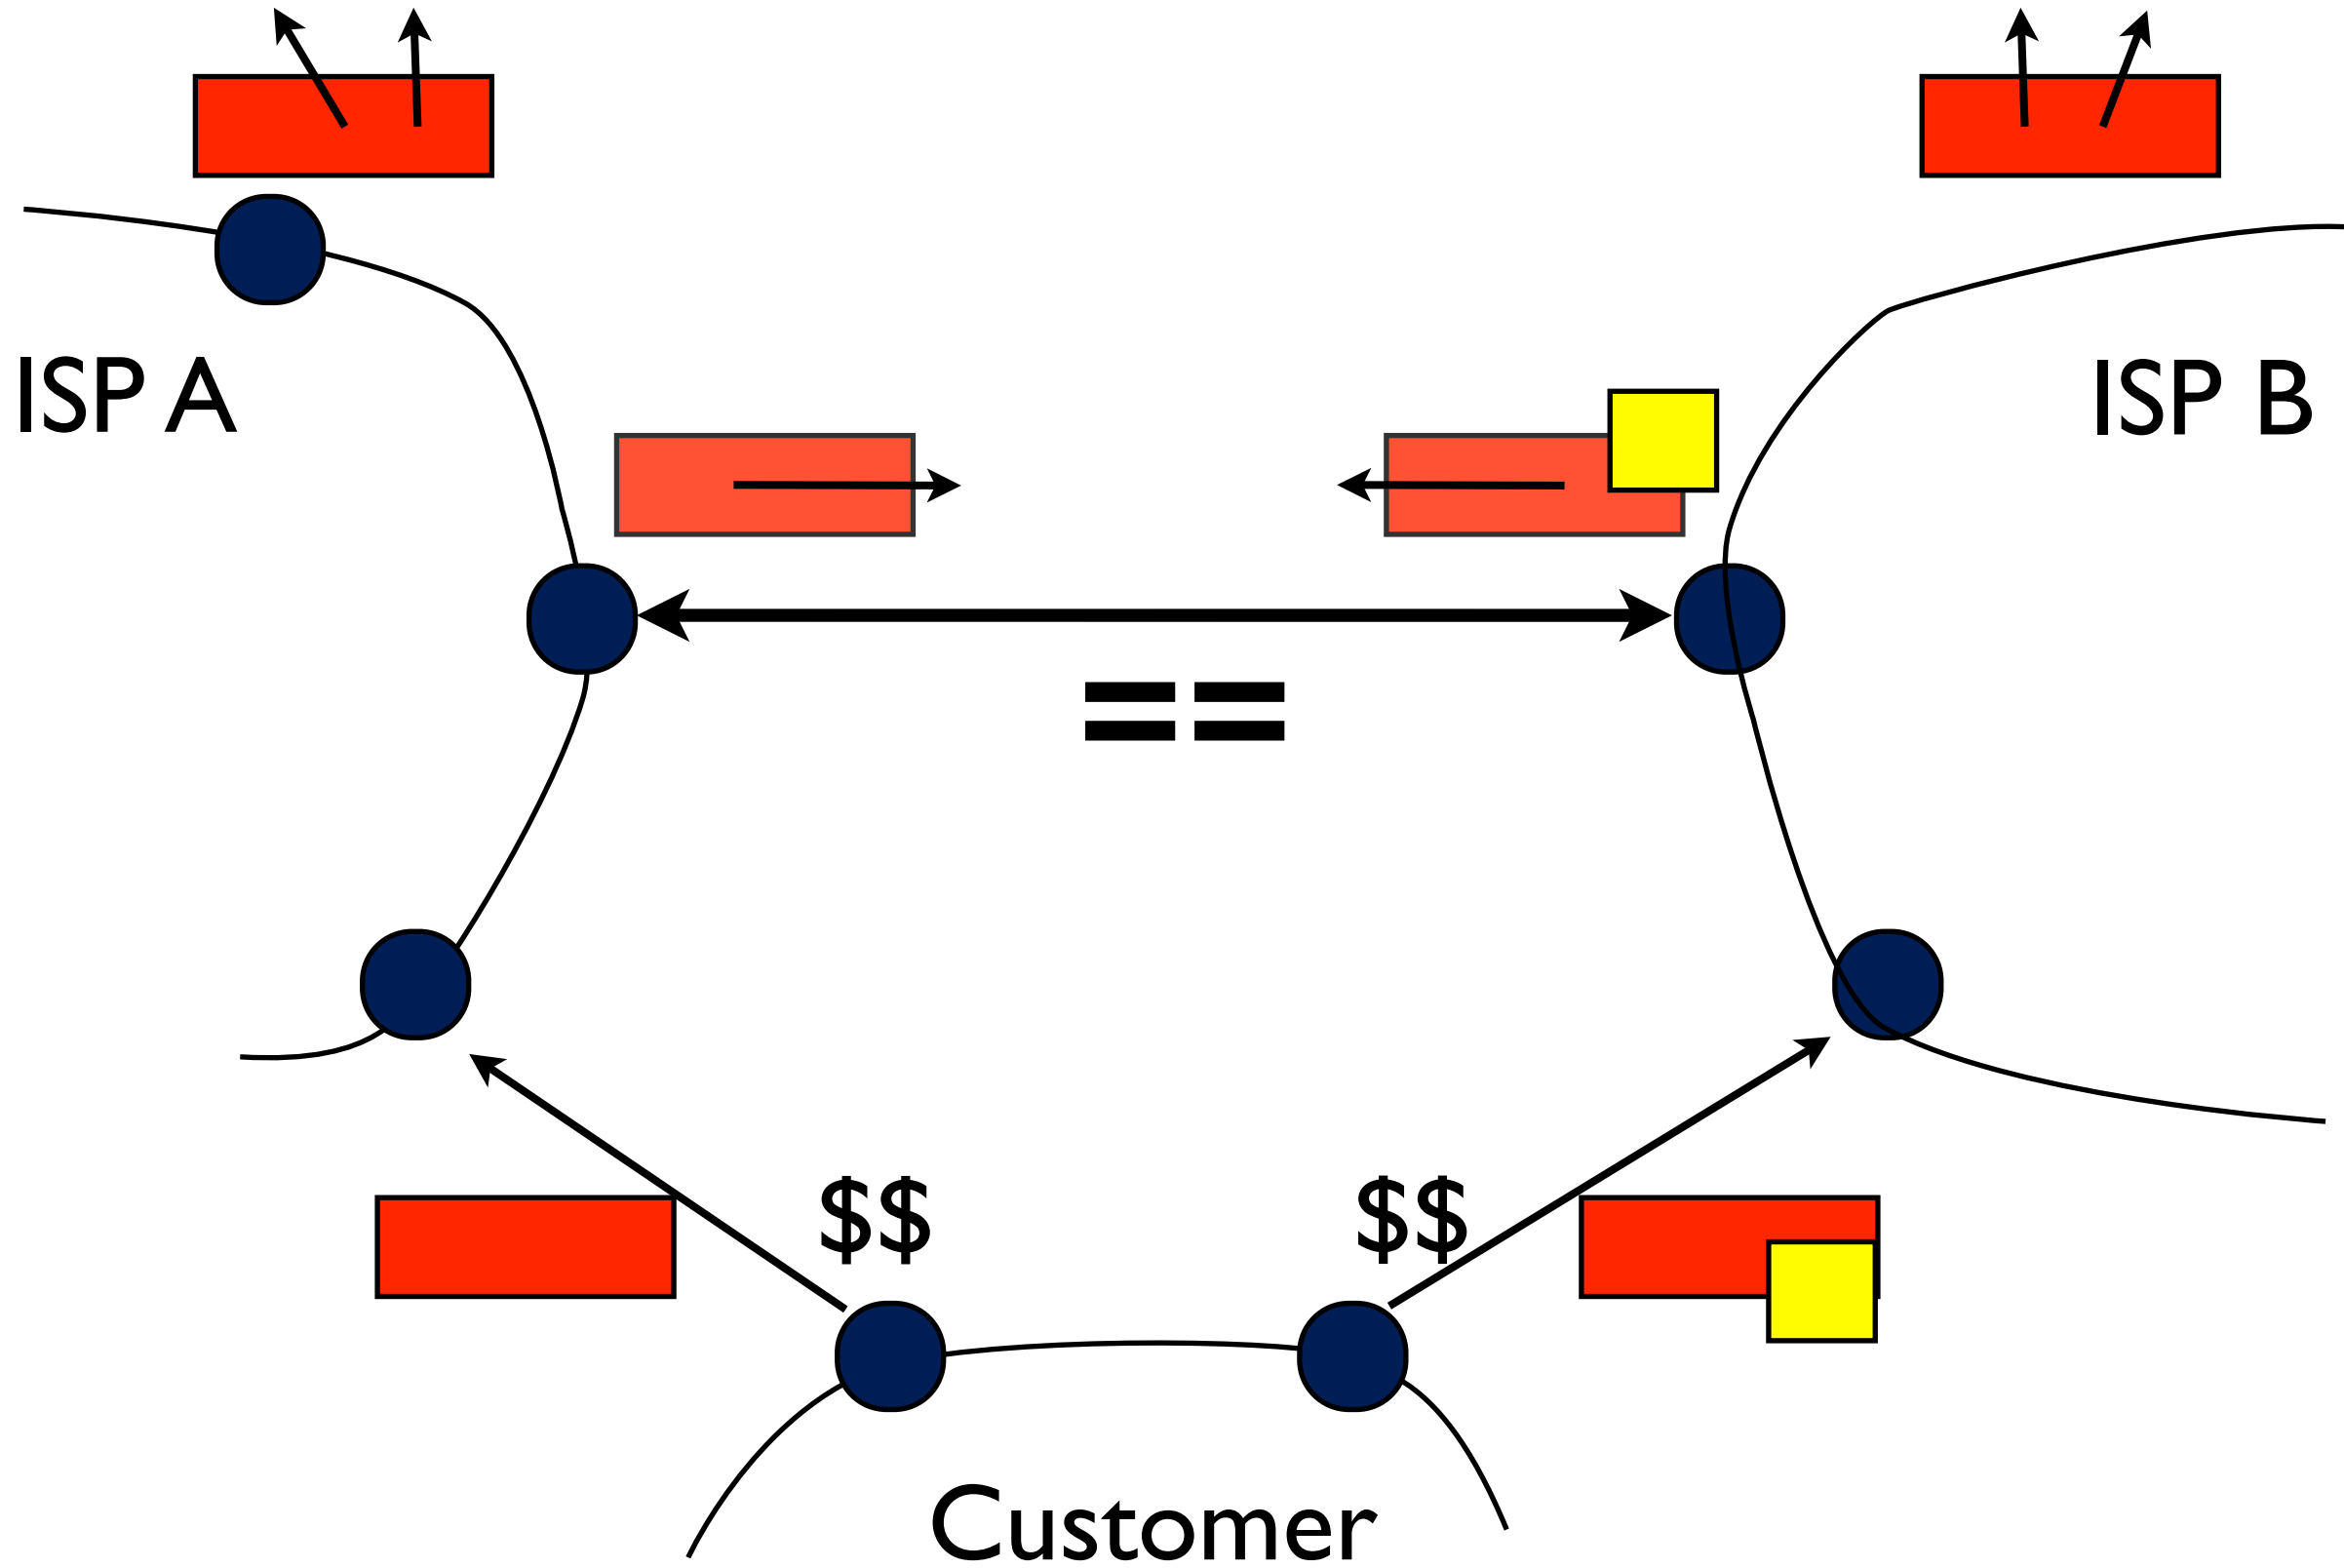 ISP A
ISP B
==
$$
$$
Customer